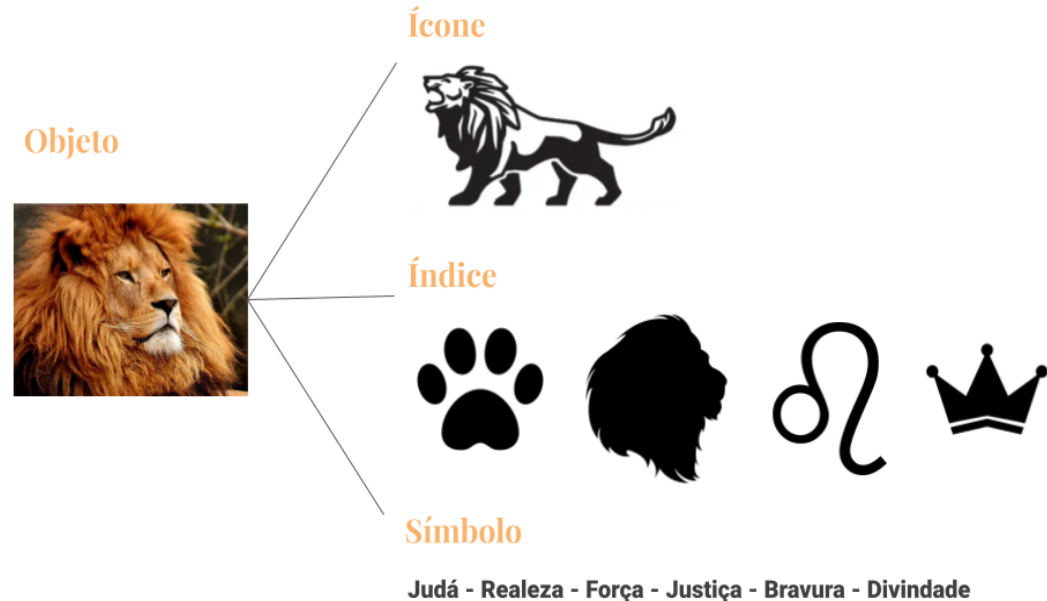 Ícone
Objeto
Índice
Símbolo
Judá - Realeza - Força - Justiça - Bravura - Divindade